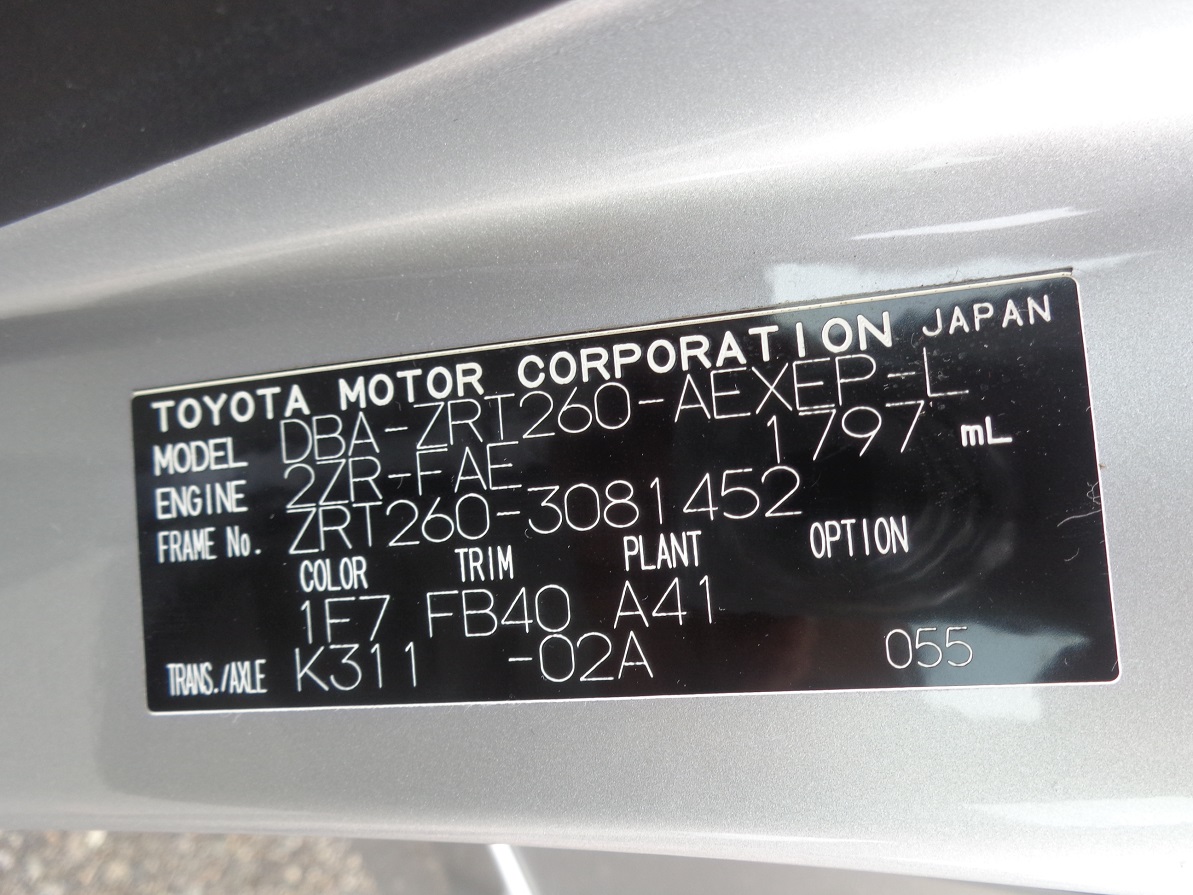 TOYOTA MOTOR CORPORATION JAPAN
MODEL DBA-ZRT260-AEXEP-L
ENGINE 2ZR-FAE 1797 mL
FRAME No. ZRT260-3081452
COLOR TRIM PLANT OPTION
1F7 FB40 A41
TRANS./AXLE K311 -02A 055